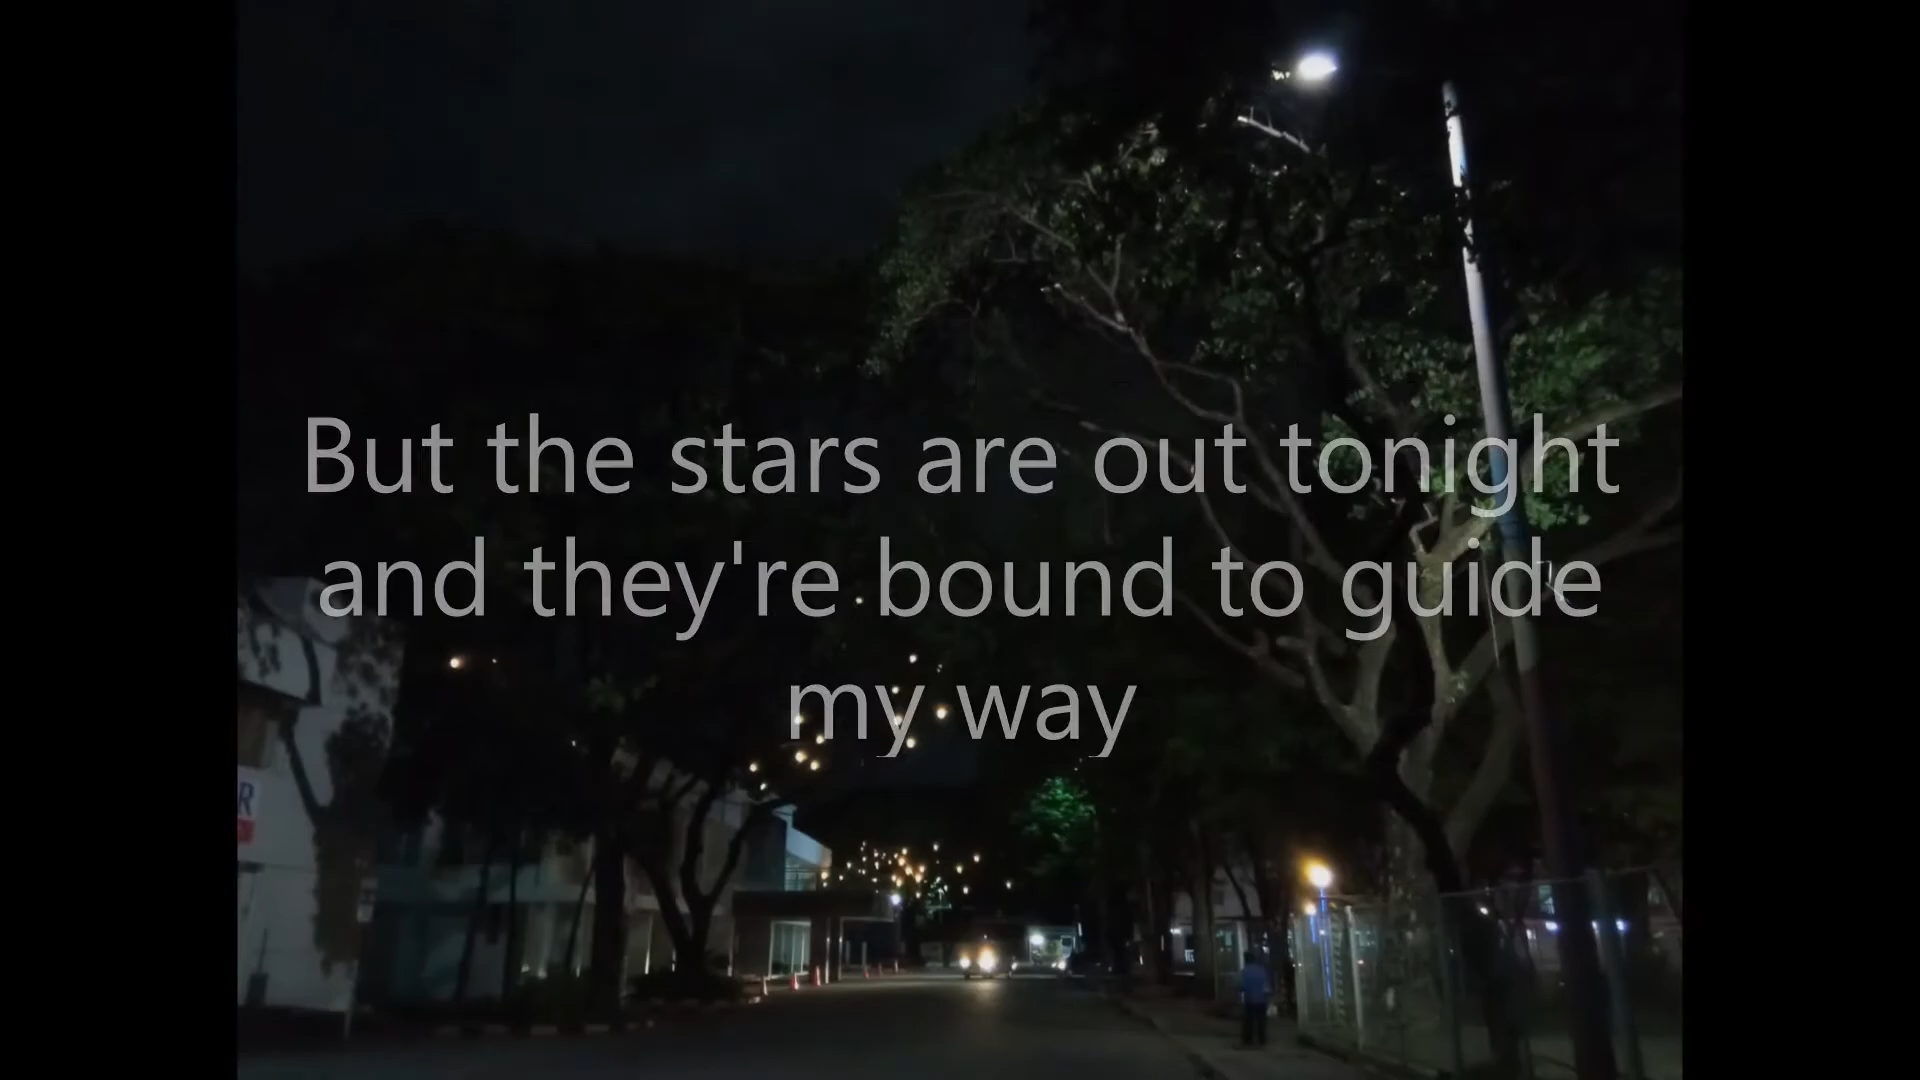 But the stars are out tonight
and they're bound to guide
my way
R